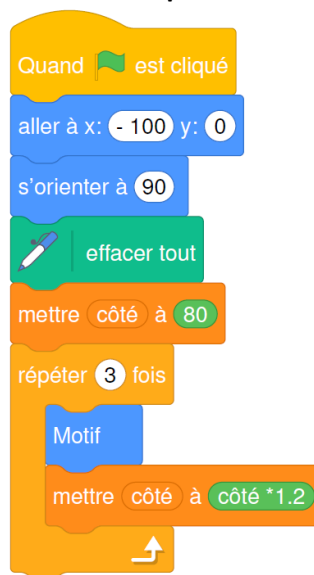 Quand est cliqué
aller à x: - 100 y: 0
s'orienter à 90
effacer tout
mettre côté à 80
répéter 3 fois
Motif
mettre côté à côté *1.2